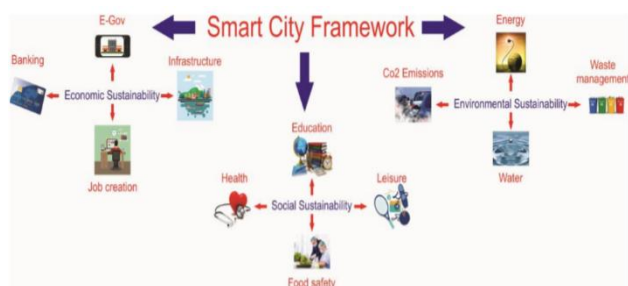 Smart City Framework
E-Gov
Banking
Infrastructure
Economic Sustainability
Job creation
Education
Health
Leisure
Social Sustainability
Food safety
Energy
Co2 Emissions
Waste
management
Environmental Sustainability
Water